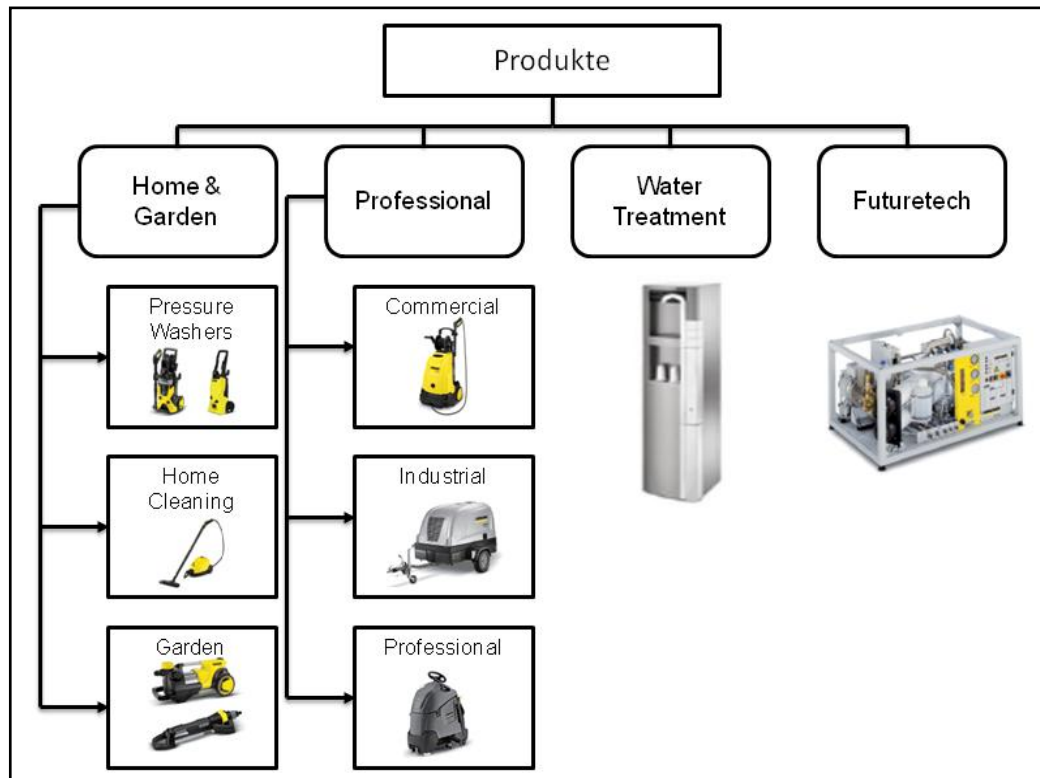 Produkte
Home &
Garden
Professional
Water
Treatment
Futuretech
Pressure
Washers
Commercial
Home
Cleaning
Industrial
Garden
Professional